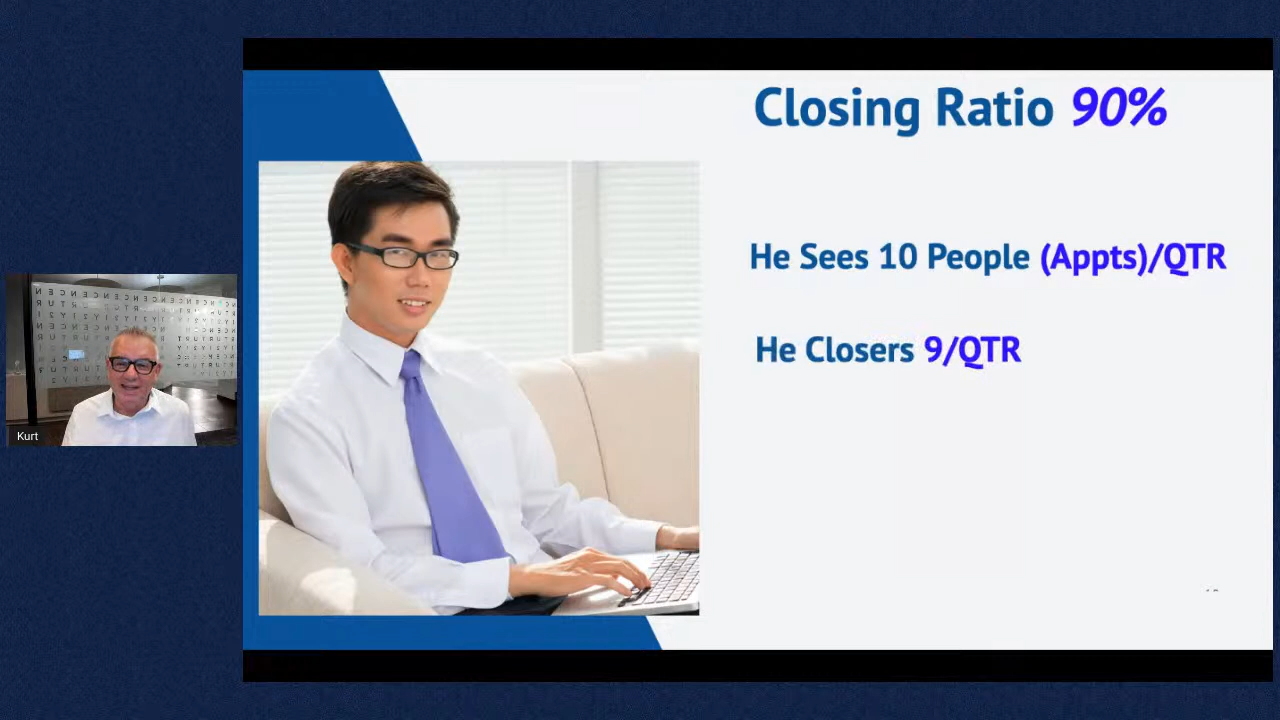 Closing Ratio 90%
He Sees 10 People (Appts)/QTR
He Closers 9/QTR
Kurt